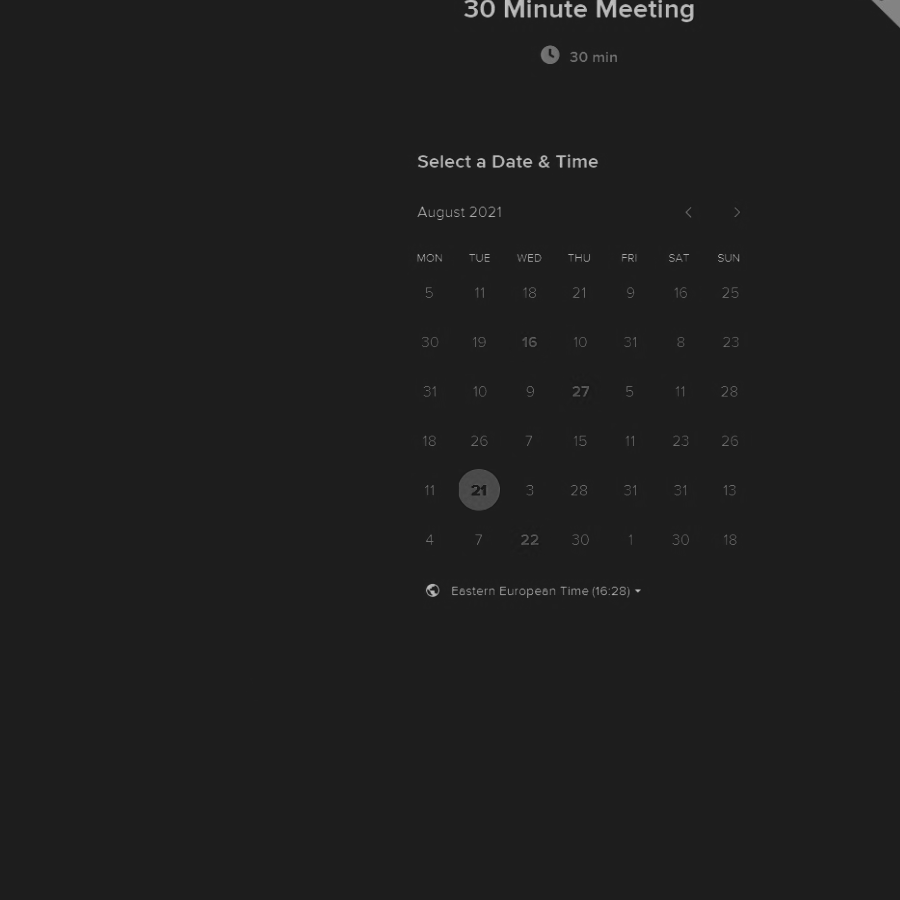 30 Minute Meeting
30 min
Select a Date & Time
August 2021
MON TUE WED THU FRI SAT SUN
5 11 18 21 9 16 25
30 19 16 10 31 8 23
31 10 9 27 5 11 28
18 26 7 15 11 23 26
11 21 3 28 31 31 13
4 7 22 30 1 30 18
Eastern European Time (16:28)